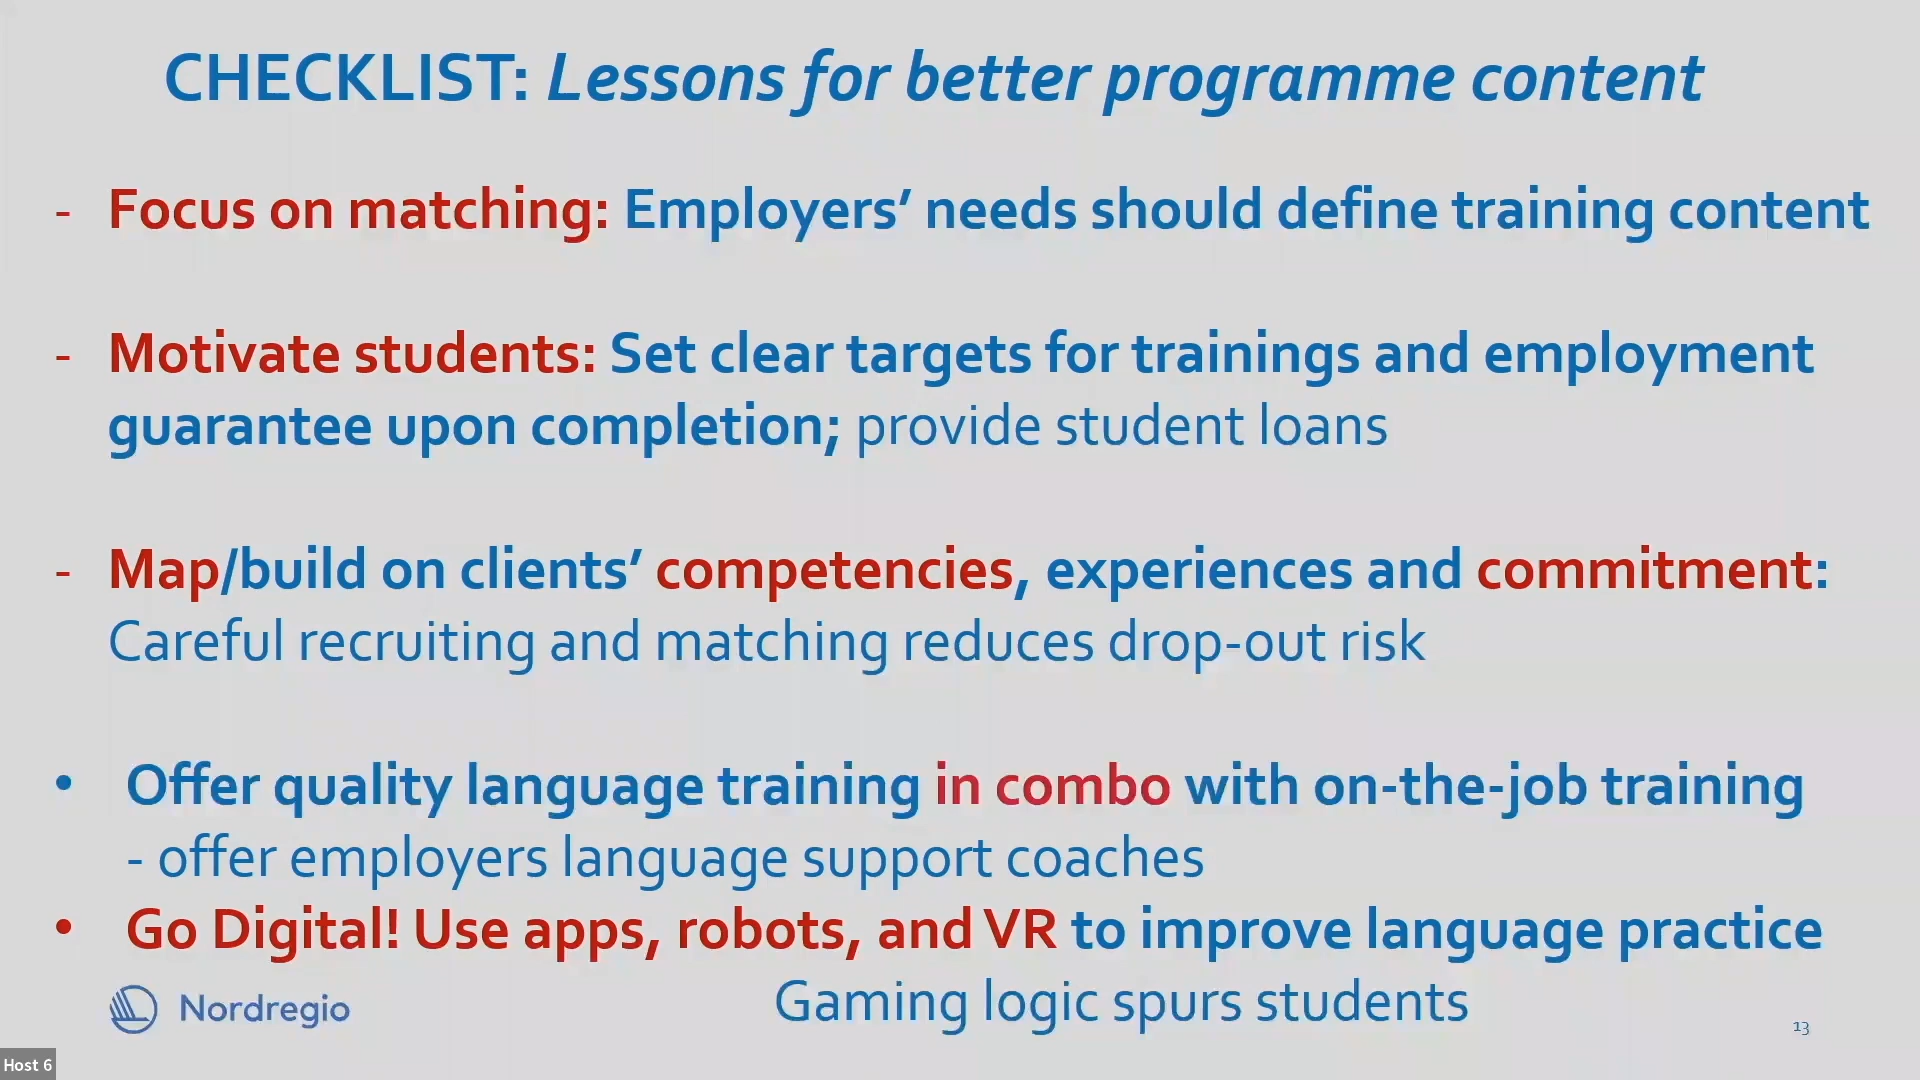 CHECKLIST: Lessons for better programme content
- Focus on matching: Employers’ needs should define training content
- Motivate students: Set clear targets for trainings and employment
guarantee upon completion; provide student loans
- Map/build on clients’ competencies, experiences and commitment:
Careful recruiting and matching reduces drop-out risk
• Offer quality language training in combo with on-the-job training
- offer employers language support coaches
• Go Digital! Use apps, robots, and VR to improve language practice
Gaming logic spurs students
Nordregio
13
Host 6